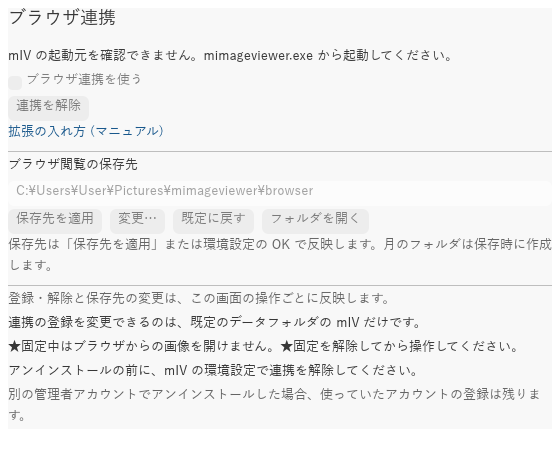 ブラウザ連携
mIV の起動元を確認できません。mimageviewer.exe から起動してください。
ブラウザ連携を使う
連携を解除
拡張の入れ方 (マニュアル)
ブラウザ閲覧の保存先
C:¥Users¥User¥Pictures¥mimageviewer¥browser
保存先を適用 変更… 既定に戻す フォルダを開く
保存先は「保存先を適用」または環境設定の OK で反映します。月のフォルダは保存時に作成
します。
登録・解除と保存先の変更は、この画面の操作ごとに反映します。
連携の登録を変更できるのは、既定のデータフォルダの mIV だけです。
★固定中はブラウザからの画像を開けません。★固定を解除してから操作してください。
アンインストールの前に、mIV の環境設定で連携を解除してください。
別の管理者アカウントでアンインストールした場合、使っていたアカウントの登録は残りま
す。